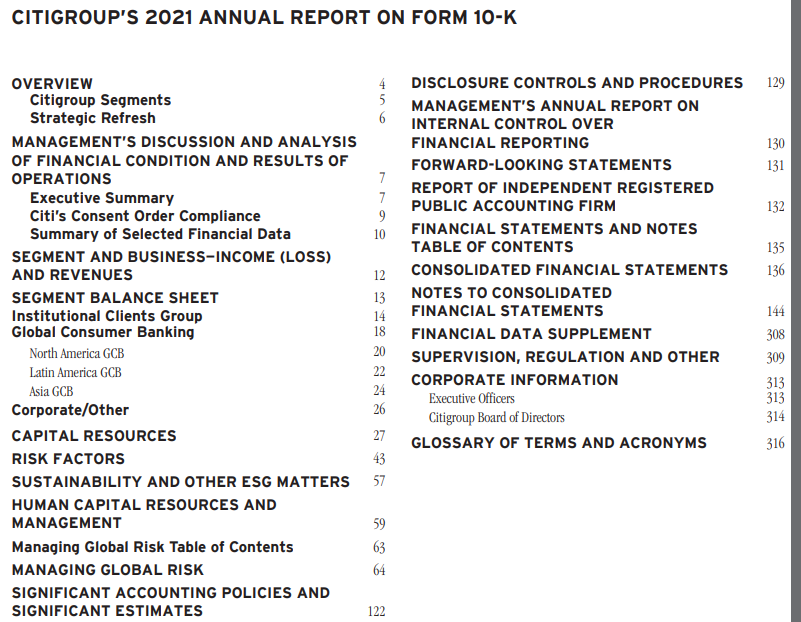 CITIGROUP’S 2021 ANNUAL REPORT ON FORM 10-K
OVERVIEW 4
Citigroup Segments 5
Strategic Refresh 6
MANAGEMENT’S DISCUSSION AND ANALYSIS
OF FINANCIAL CONDITION AND RESULTS OF
OPERATIONS 7
Executive Summary 7
Citi’s Consent Order Compliance 9
Summary of Selected Financial Data 10
SEGMENT AND BUSINESS—INCOME (LOSS)
AND REVENUES 12
SEGMENT BALANCE SHEET 13
Institutional Clients Group 14
Global Consumer Banking 18
North America GCB 20
Latin America GCB 22
Asia GCB 24
Corporate/Other 26
CAPITAL RESOURCES 27
RISK FACTORS 43
SUSTAINABILITY AND OTHER ESG MATTERS 57
HUMAN CAPITAL RESOURCES AND
MANAGEMENT 59
Managing Global Risk Table of Contents 63
MANAGING GLOBAL RISK 64
SIGNIFICANT ACCOUNTING POLICIES AND
SIGNIFICANT ESTIMATES 122
DISCLOSURE CONTROLS AND PROCEDURES 129
MANAGEMENT’S ANNUAL REPORT ON
INTERNAL CONTROL OVER
FINANCIAL REPORTING 130
FORWARD-LOOKING STATEMENTS 131
REPORT OF INDEPENDENT REGISTERED
PUBLIC ACCOUNTING FIRM 132
FINANCIAL STATEMENTS AND NOTES
TABLE OF CONTENTS 135
CONSOLIDATED FINANCIAL STATEMENTS 136
NOTES TO CONSOLIDATED
FINANCIAL STATEMENTS 144
FINANCIAL DATA SUPPLEMENT 308
SUPERVISION, REGULATION AND OTHER 309
CORPORATE INFORMATION 313
Executive Officers 313
Citigroup Board of Directors 314
GLOSSARY OF TERMS AND ACRONYMS 316